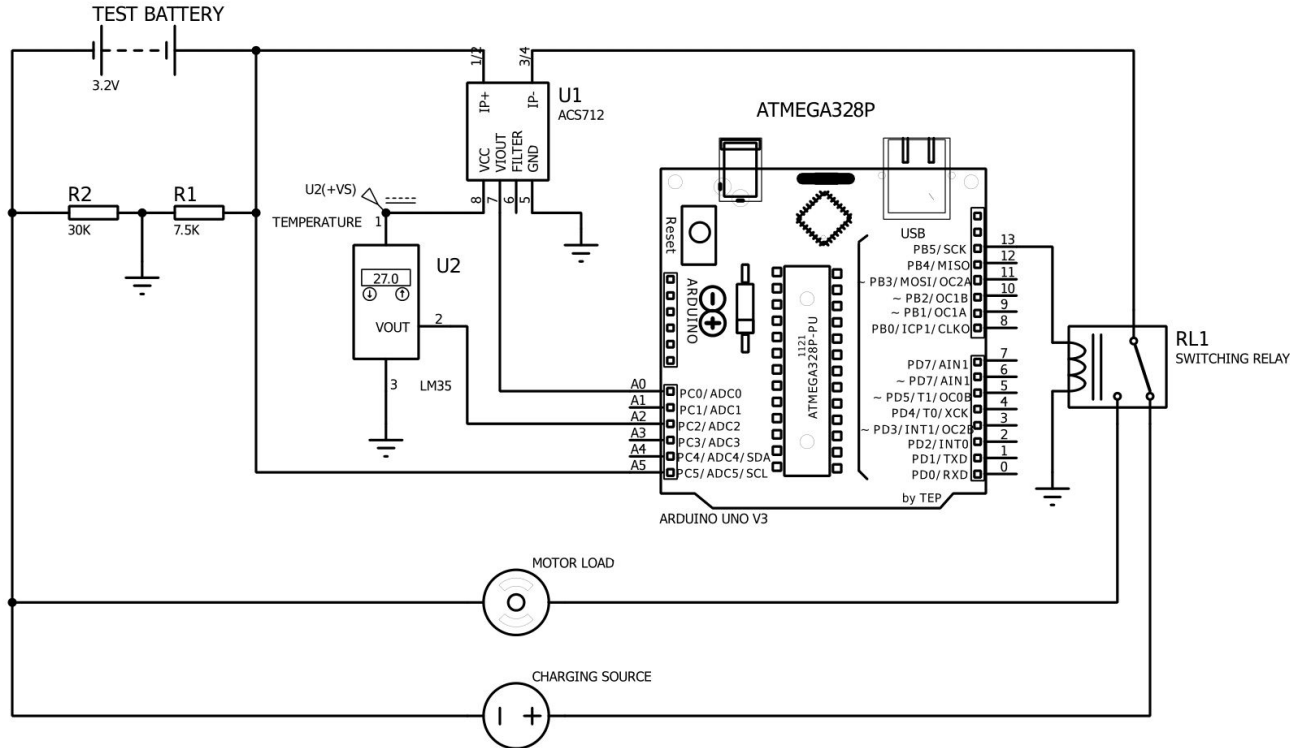 TEST BATTERY
3.2V
1/2
3/4
IP+
IP-
U1
ACS712
VCC
VIOUT
FILTER
GND
8
7
6
5
R2
30K
R1
7.5K
U2(+VS)
TEMPERATURE
1
U2
27.0
VOUT
2
3
LM35
ATMEGA328P
Reset
ARDUINO
USB
1121
ATMEGA328P-PU
PB5/SCK 13
PB4/MISO 12
~ PB3/MOSI/OC2A 11
~ PB2/OC1B 10
~ PB1/OC1A 9
PB0/ICP1/CLKO 8
PD7/AIN1 7
~ PD7/AIN1 6
~ PD5/T1/OC0B 5
PD4/T0/XCK 4
~ PD3/INT1/OC2B 3
PD2/INT0 2
PD1/TXD 1
PD0/RXD 0
A0 PC0/ADC0
A1 PC1/ADC1
A2 PC2/ADC2
A3 PC3/ADC3
A4 PC4/ADC4/SDA
A5 PC5/ADC5/SCL
by TEP
ARDUINO UNO V3
RL1
SWITCHING RELAY
MOTOR LOAD
CHARGING SOURCE